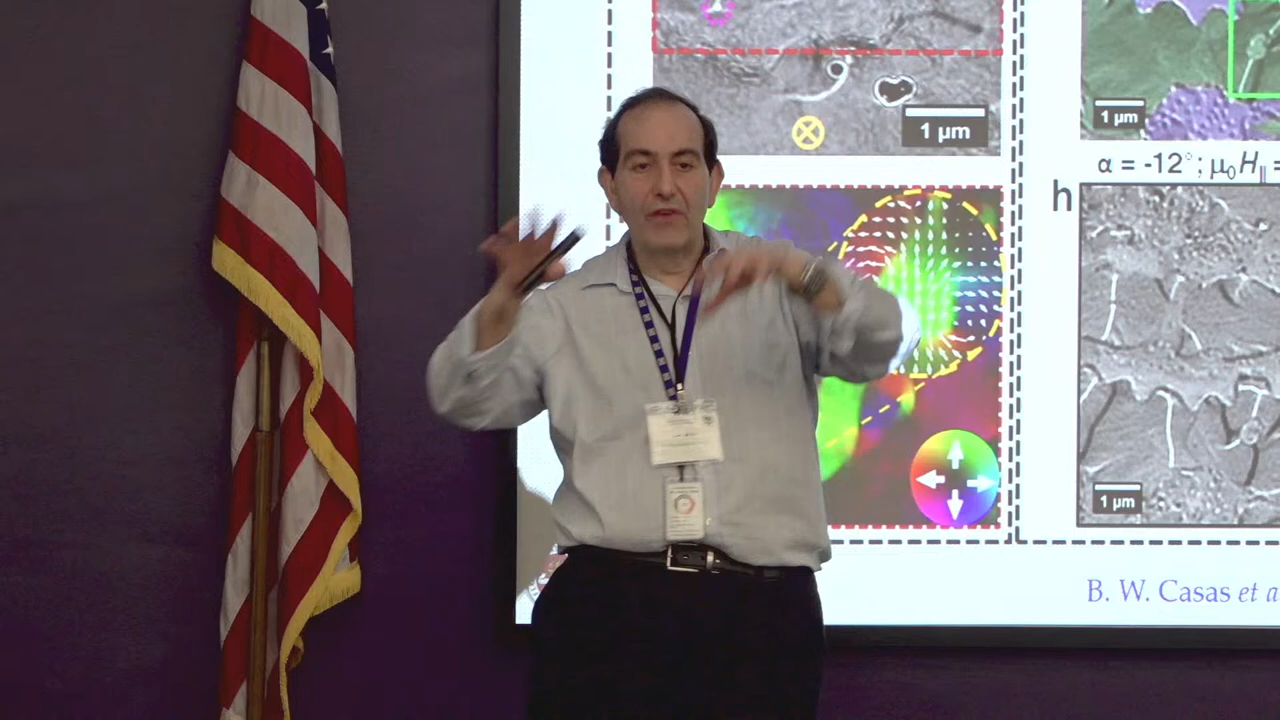 1 µm
1 µm
α = -12°; µ₀H∥ =
h
1 µm
B. W. Casas et a